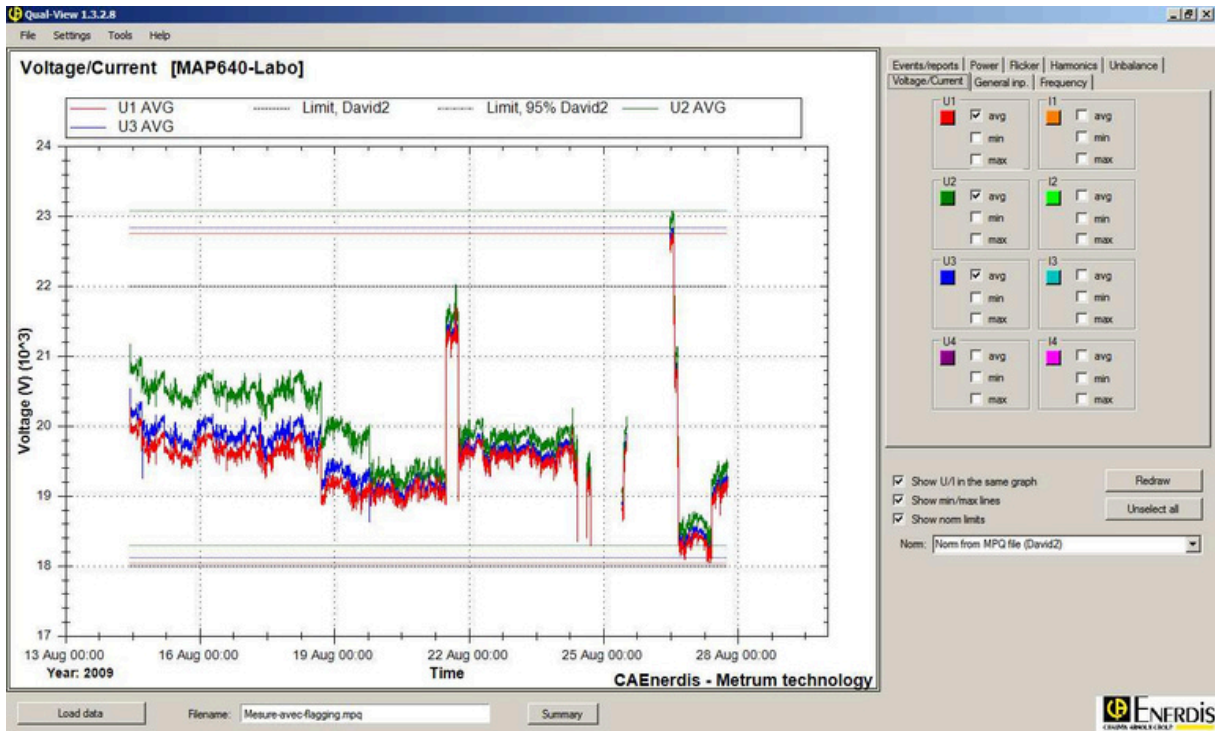 Qual-View 1.3.2.8
File Settings Tools Help
Voltage/Current [MAP640-Labo]
U1 AVG Limit, David2 Limit, 95% David2 U2 AVG
U3 AVG
24
23
22
21
20
19
18
17
Voltage (V) (10^3)
13 Aug 00:00 16 Aug 00:00 19 Aug 00:00 22 Aug 00:00 25 Aug 00:00 28 Aug 00:00
Year: 2009 Time
CAEnerdis - Metrum technology
Events/reports Power Flicker Harmonics Unbalance
Voltage/Current General inp. Frequency
U1 I1
avg avg
min min
max max
U2 I2
avg avg
min min
max max
U3 I3
avg avg
min min
max max
U4 I4
avg avg
min min
max max
Show U/I in the same graph Redraw
Show min/max lines
Unselect all
Show norm limits
Norm: Norm from MPQ file (David2)
Load data Filename: Mesure-avec-flagging.mpq Summary
ENERDIS
CHAUVIN ARNOUX GROUP